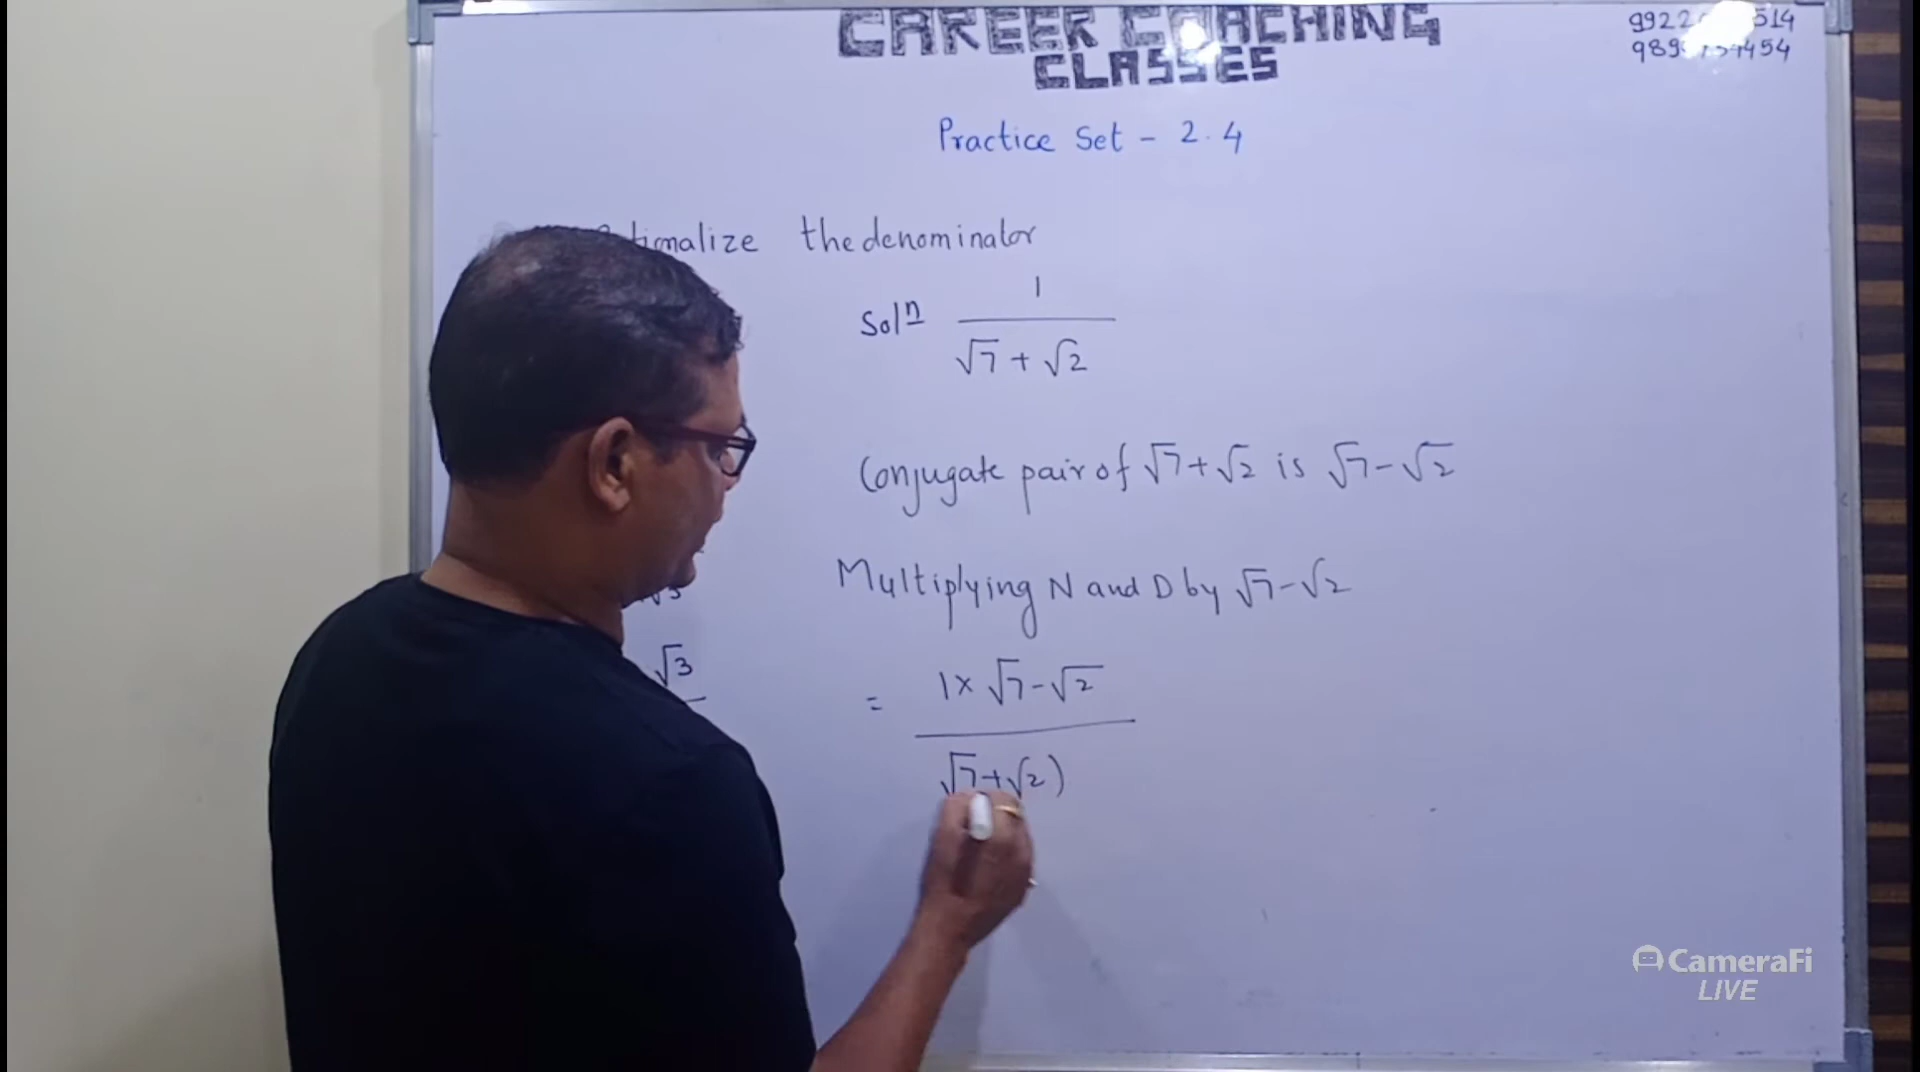 CAREER COACHING
CLASSES
Practice Set - 2.4
the denominator
Solⁿ 1
√7 + √2
Conjugate pair of √7 + √2 is √7 - √2
Multiplying N and D by √7 - √2
√3
= 1 x √7 - √2
√7 + √2)
CameraFi
LIVE